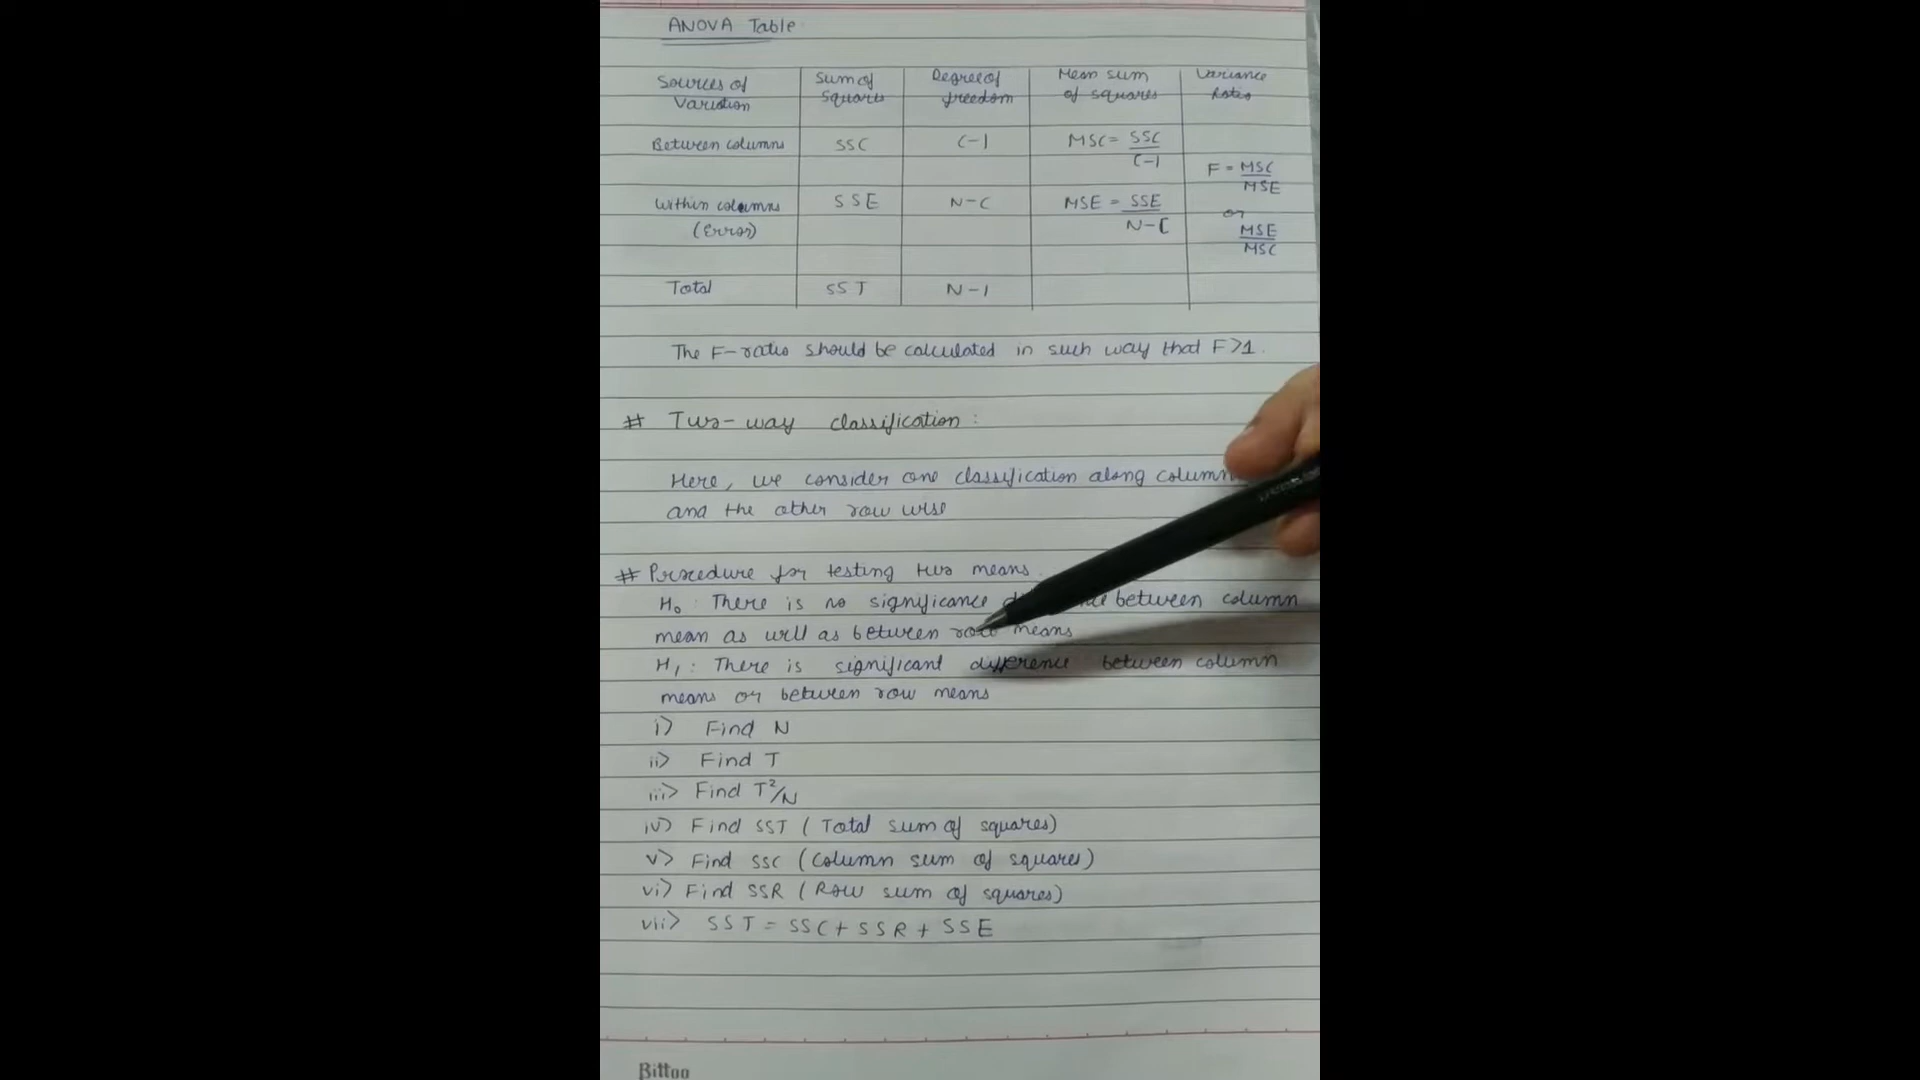 ANOVA Table
Sources of Variation | Sum of Squares | Degree of freedom | Mean sum of squares | Variance Ratio
Between columns | SSC | C-1 | MSC = SSC/C-1 | F = MSC/MSE
Within columns (Error) | SSE | N-C | MSE = SSE/N-C | or MSE/MSC
Total | SST | N-1
The F-ratio should be calculated in such way that F>1.
# Two-way classification:
Here, we consider one classification along column
and the other row wise
# Procedure for testing two means.
H₀: There is no significance between column
mean as well as between row means
H₁: There is significant difference between column
means or between row means
i) Find N
ii) Find T
iii) Find T²/N
iv) Find SST (Total sum of squares)
v) Find SSC (Column sum of squares)
vi) Find SSR (Row sum of squares)
vii) SST = SSC + SSR + SSE
Bittoo